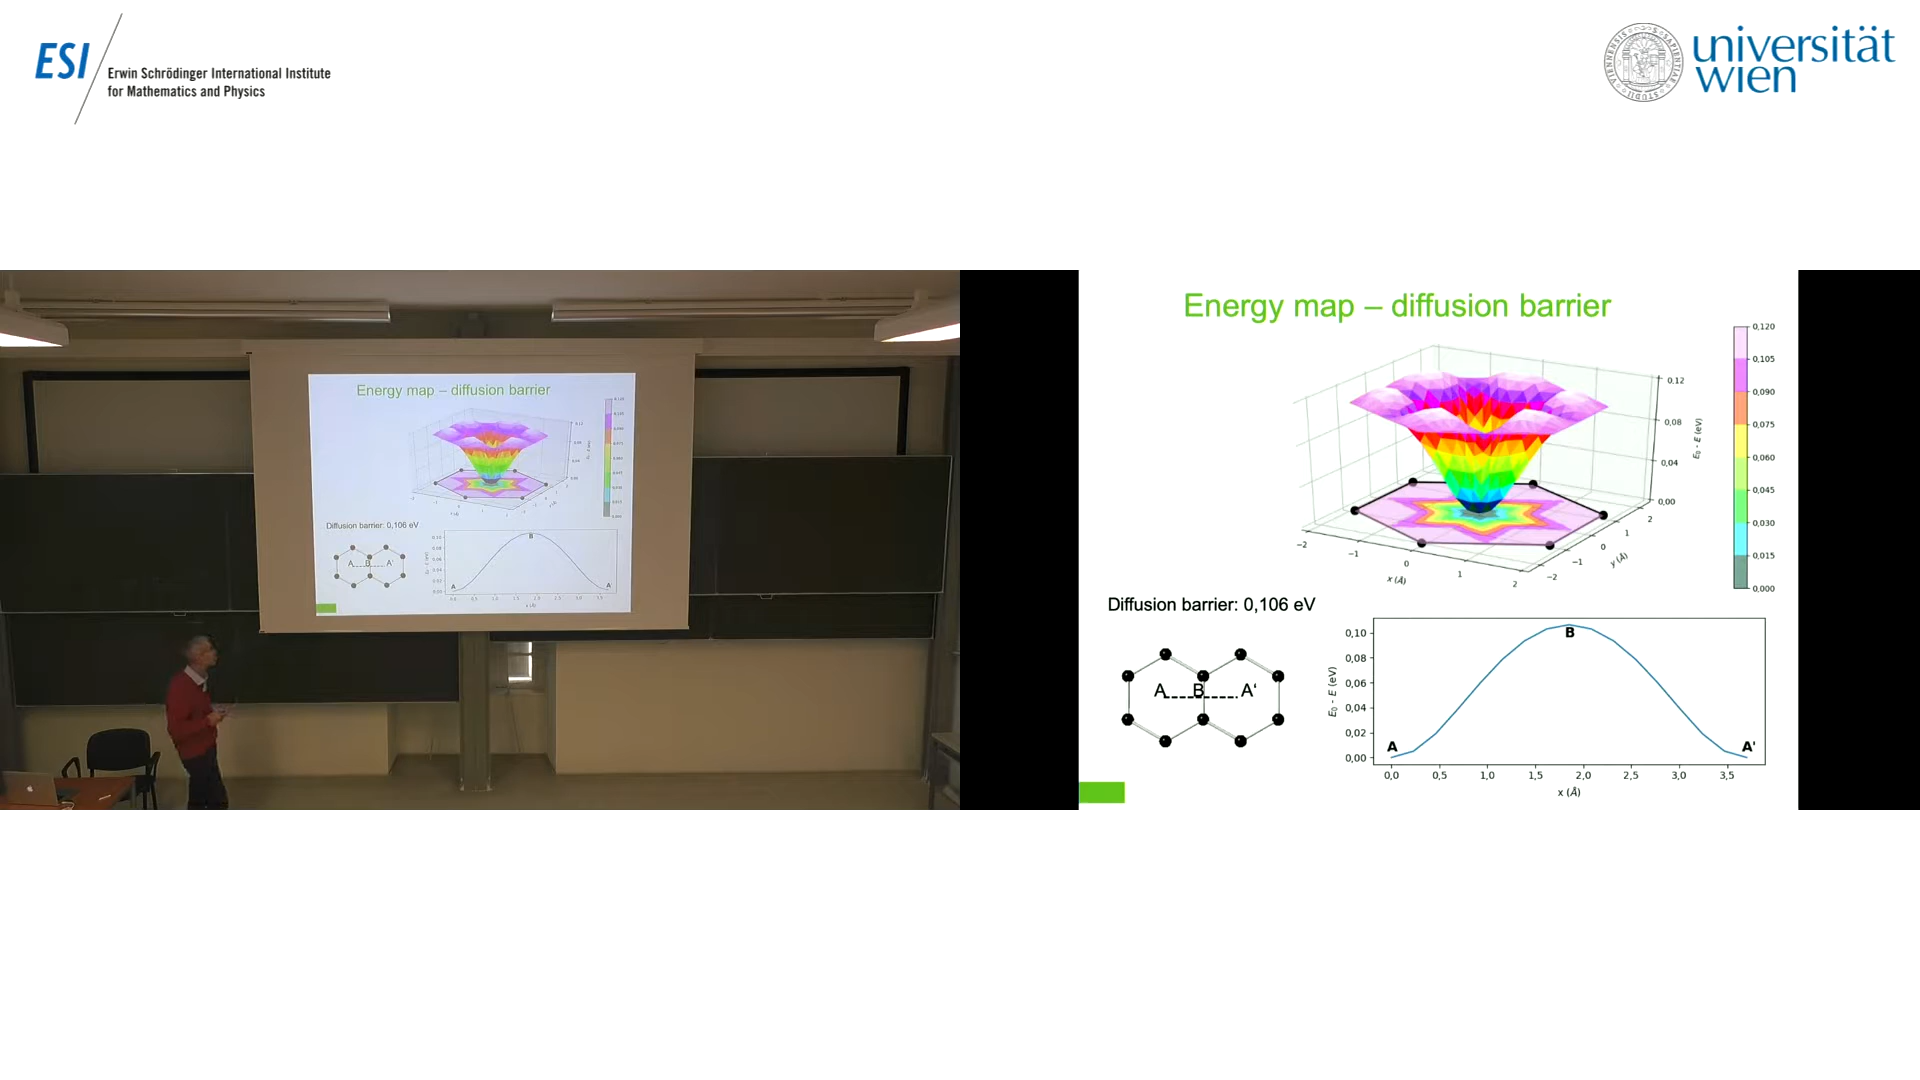 ESI
Erwin Schrödinger International Institute
for Mathematics and Physics
universität
wien
Energy map – diffusion barrier
Diffusion barrier: 0,106 eV
A B A'
B
A A'
Energy map – diffusion barrier
0,120
0,105
0,090
0,075
0,060
0,045
0,030
0,015
0,000
0,12
0,08
0,04
0,00
E₀ - E (eV)
−2 −1 0 1 2
x (Å)
−2 −1 0 1 2
y (Å)
Diffusion barrier: 0,106 eV
A B A'
0,10
0,08
0,06
0,04
0,02
0,00
E₀ - E (eV)
B
A A'
0,0 0,5 1,0 1,5 2,0 2,5 3,0 3,5
x (Å)